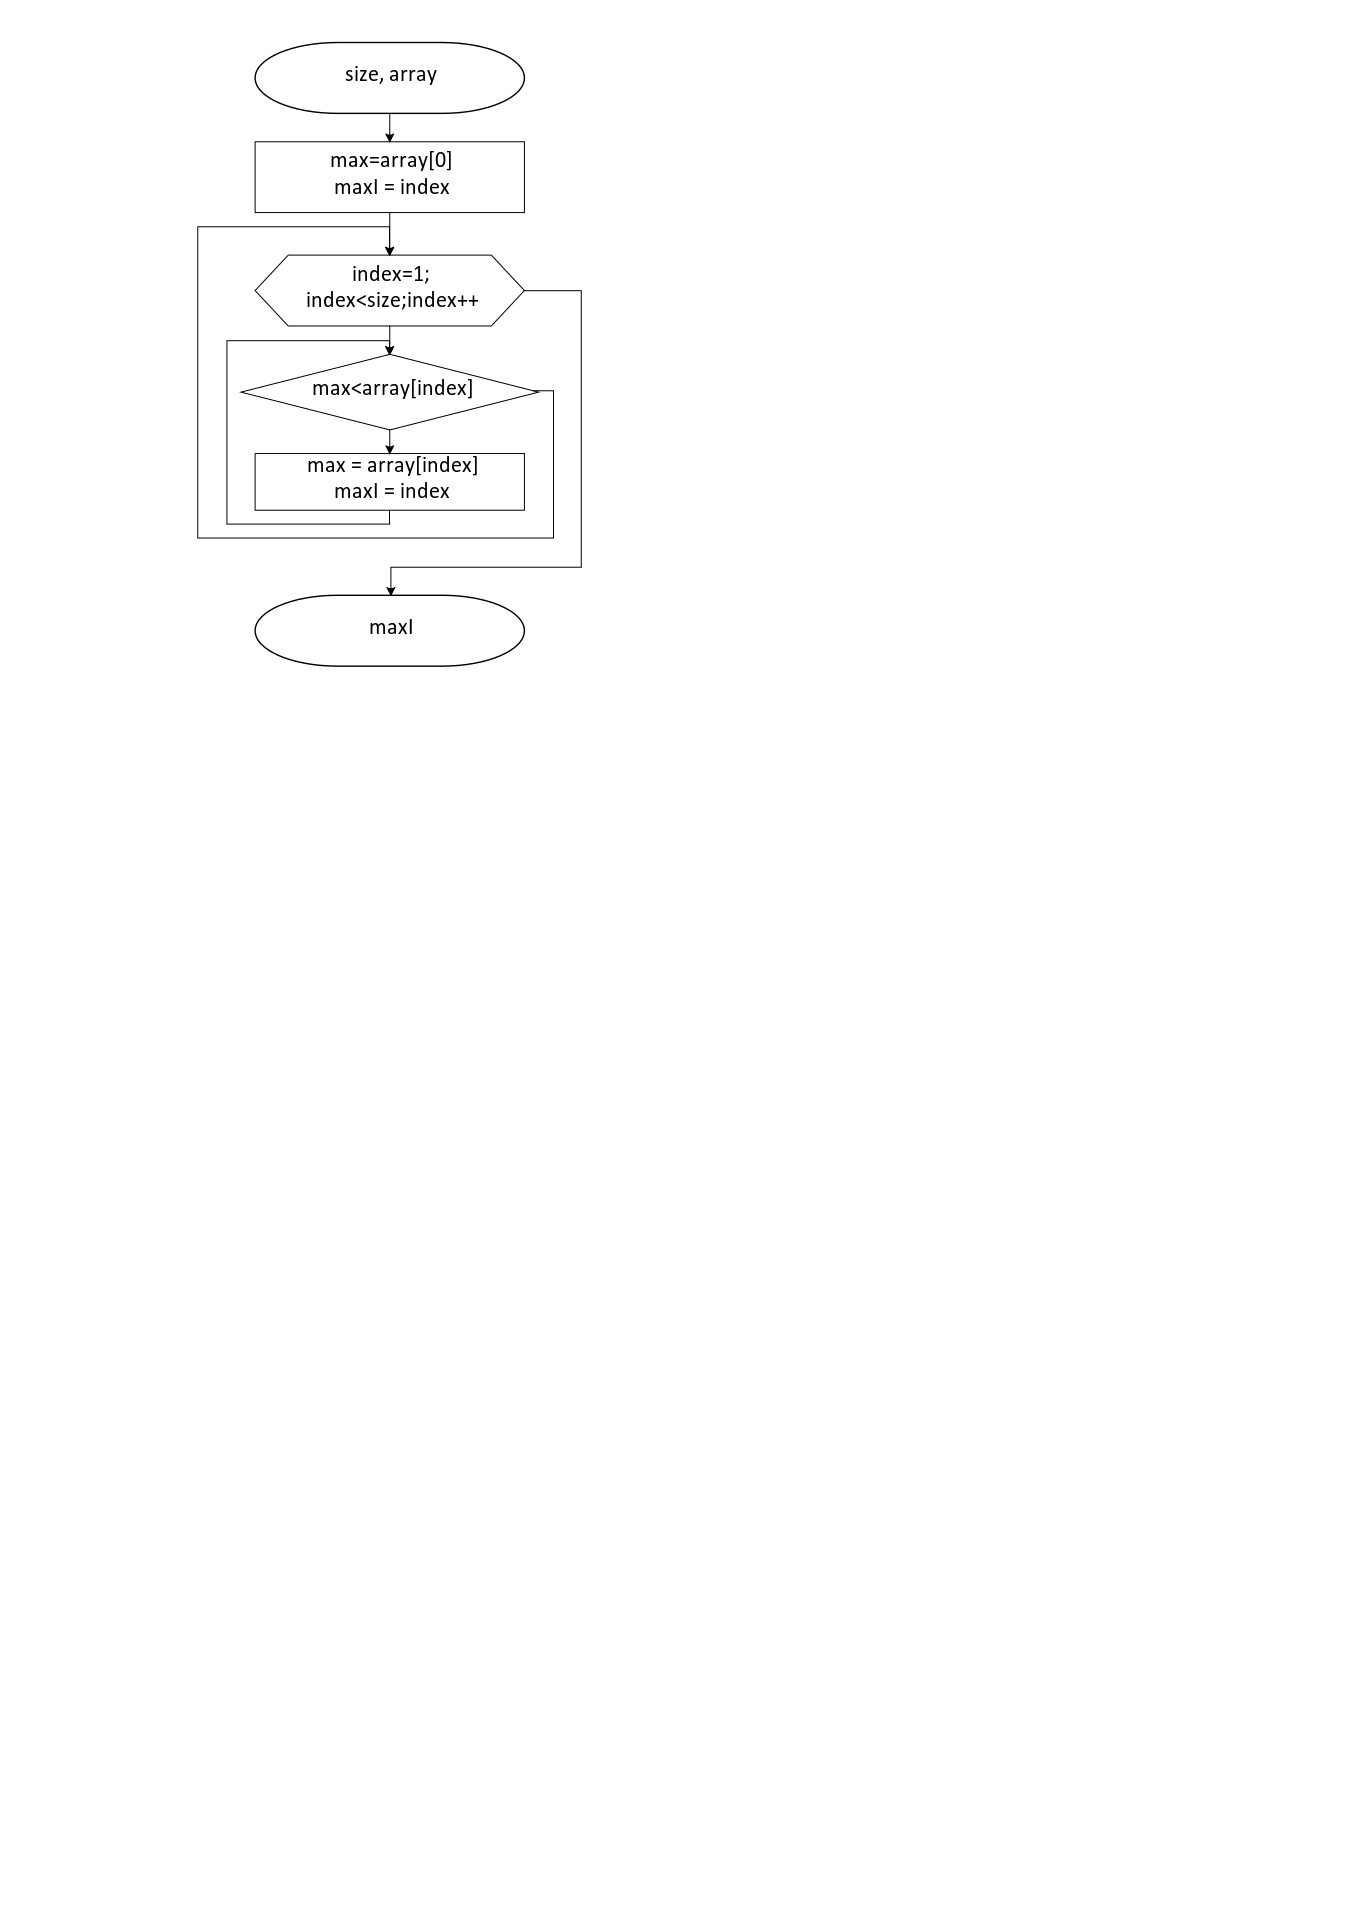 size, array
max=array[0]
maxI = index
index=1;
index<size;index++
max<array[index]
max = array[index]
maxI = index
maxI